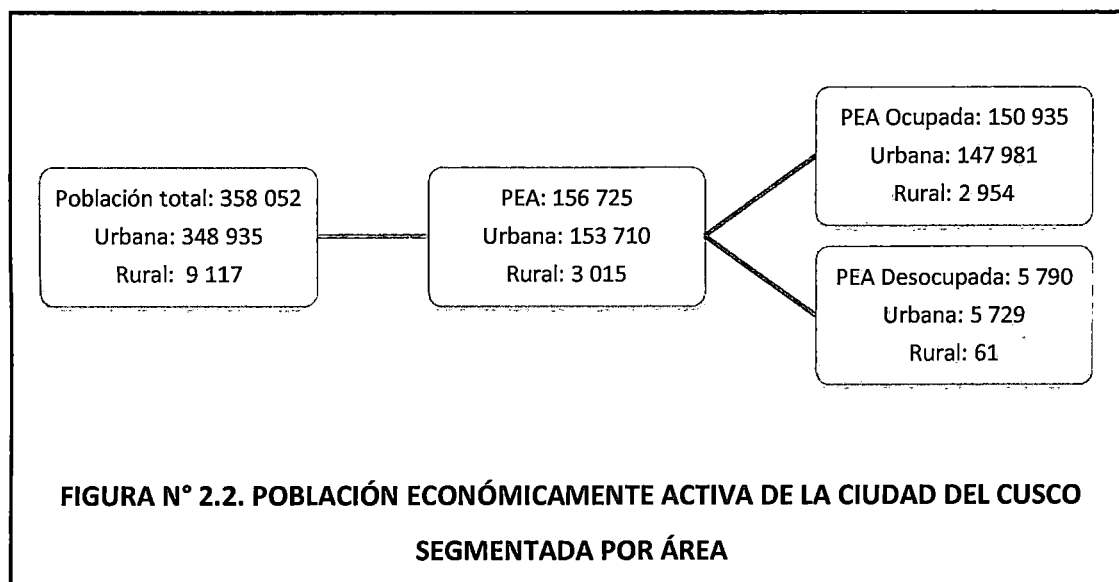 Población total: 358 052
Urbana: 348 935
Rural: 9 117
PEA: 156 725
Urbana: 153 710
Rural: 3 015
PEA Ocupada: 150 935
Urbana: 147 981
Rural: 2 954
PEA Desocupada: 5 790
Urbana: 5 729
Rural: 61
FIGURA N° 2.2. POBLACIÓN ECONÓMICAMENTE ACTIVA DE LA CIUDAD DEL CUSCO
SEGMENTADA POR ÁREA